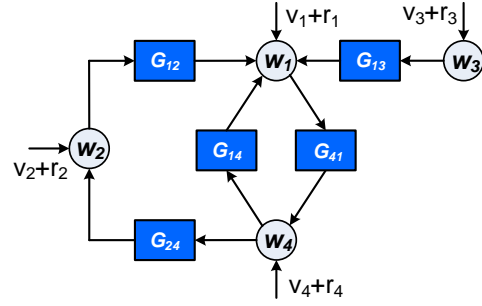 v₁+r₁
v₃+r₃
G₁₂
w₁
G₁₃
w₃
w₂
v₂+r₂
G₁₄
G₄₁
G₂₄
w₄
v₄+r₄